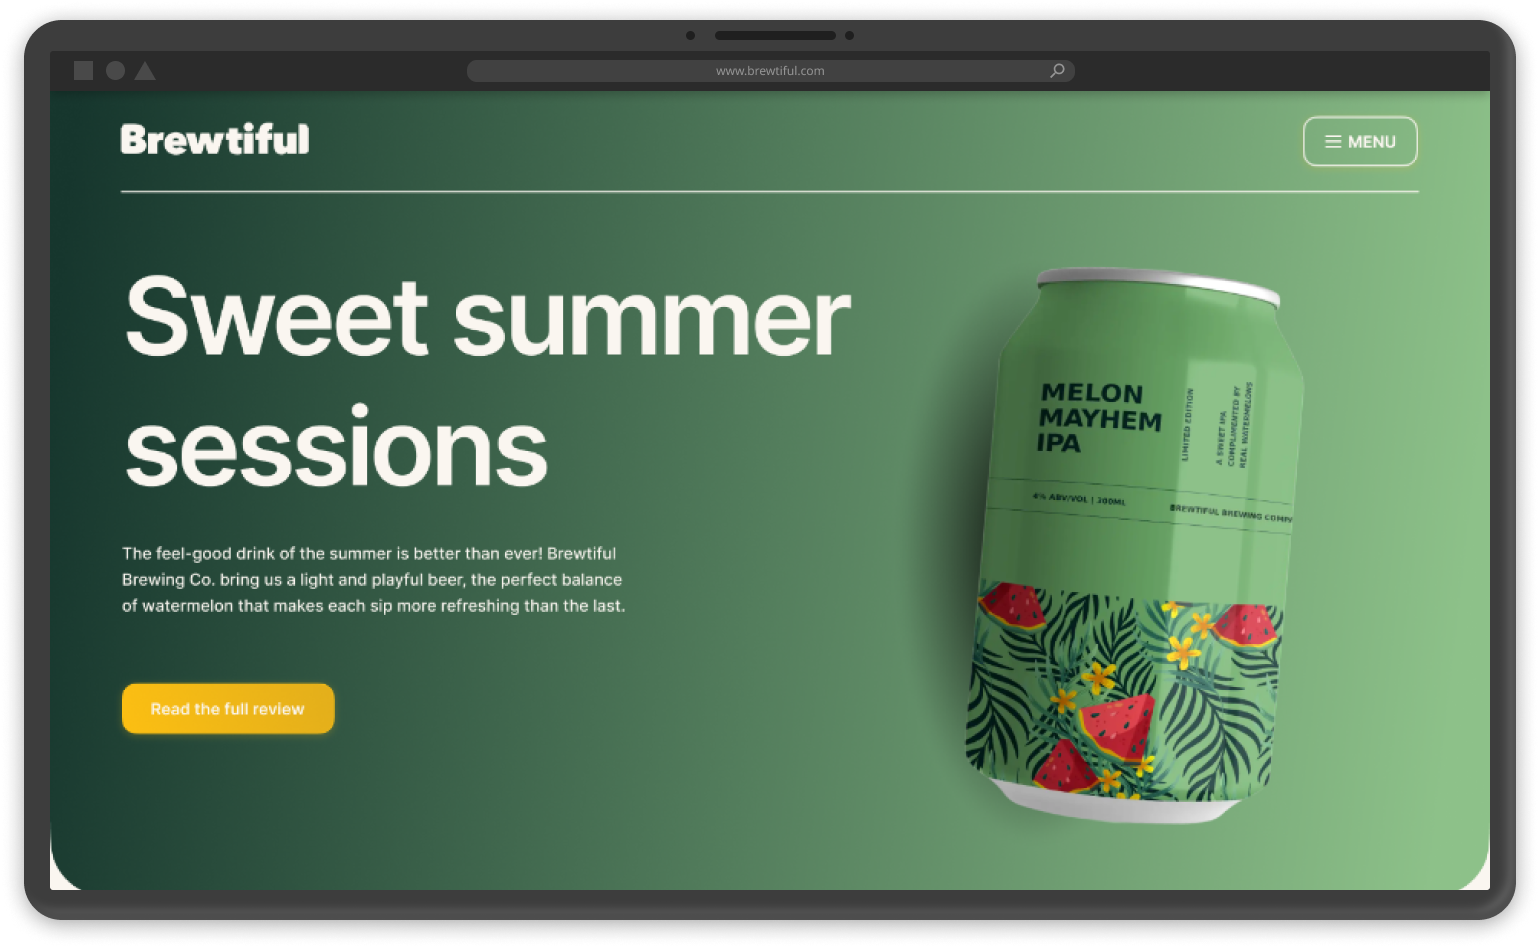 www.brewtiful.com
Brewtiful
MENU
Sweet summer
sessions
The feel-good drink of the summer is better than ever! Brewtiful
Brewing Co. bring us a light and playful beer, the perfect balance
of watermelon that makes each sip more refreshing than the last.
Read the full review
MELON
MAYHEM
IPA
LIMITED EDITION
A SWEET IPA
COMPLIMENTED BY
REAL WATERMELONS
4% ABV/VOL | 300ML
BREWTIFUL BREWING